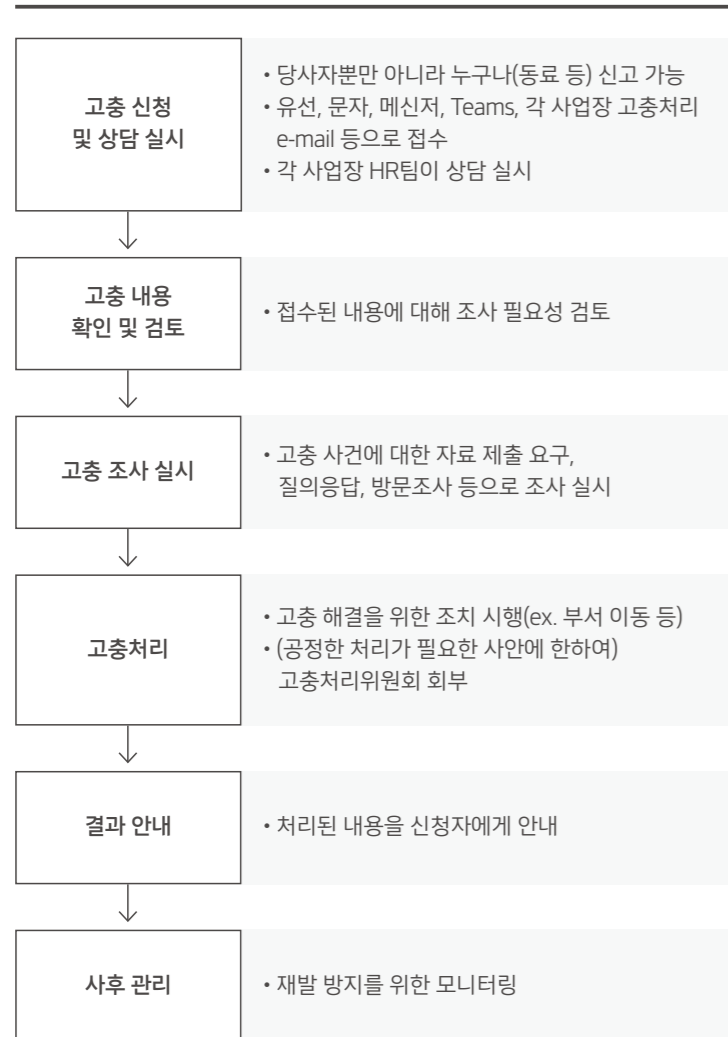 고충 신청
및 상담 실시
• 당사자뿐만 아니라 누구나(동료 등) 신고 가능
• 유선, 문자, 메신저, Teams, 각 사업장 고충처리
e-mail 등으로 접수
• 각 사업장 HR팀이 상담 실시
고충 내용
확인 및 검토
• 접수된 내용에 대해 조사 필요성 검토
고충 조사 실시
• 고충 사건에 대한 자료 제출 요구,
질의응답, 방문조사 등으로 조사 실시
고충처리
• 고충 해결을 위한 조치 시행(ex. 부서 이동 등)
• (공정한 처리가 필요한 사안에 한하여)
고충처리위원회 회부
결과 안내
• 처리된 내용을 신청자에게 안내
사후 관리
• 재발 방지를 위한 모니터링